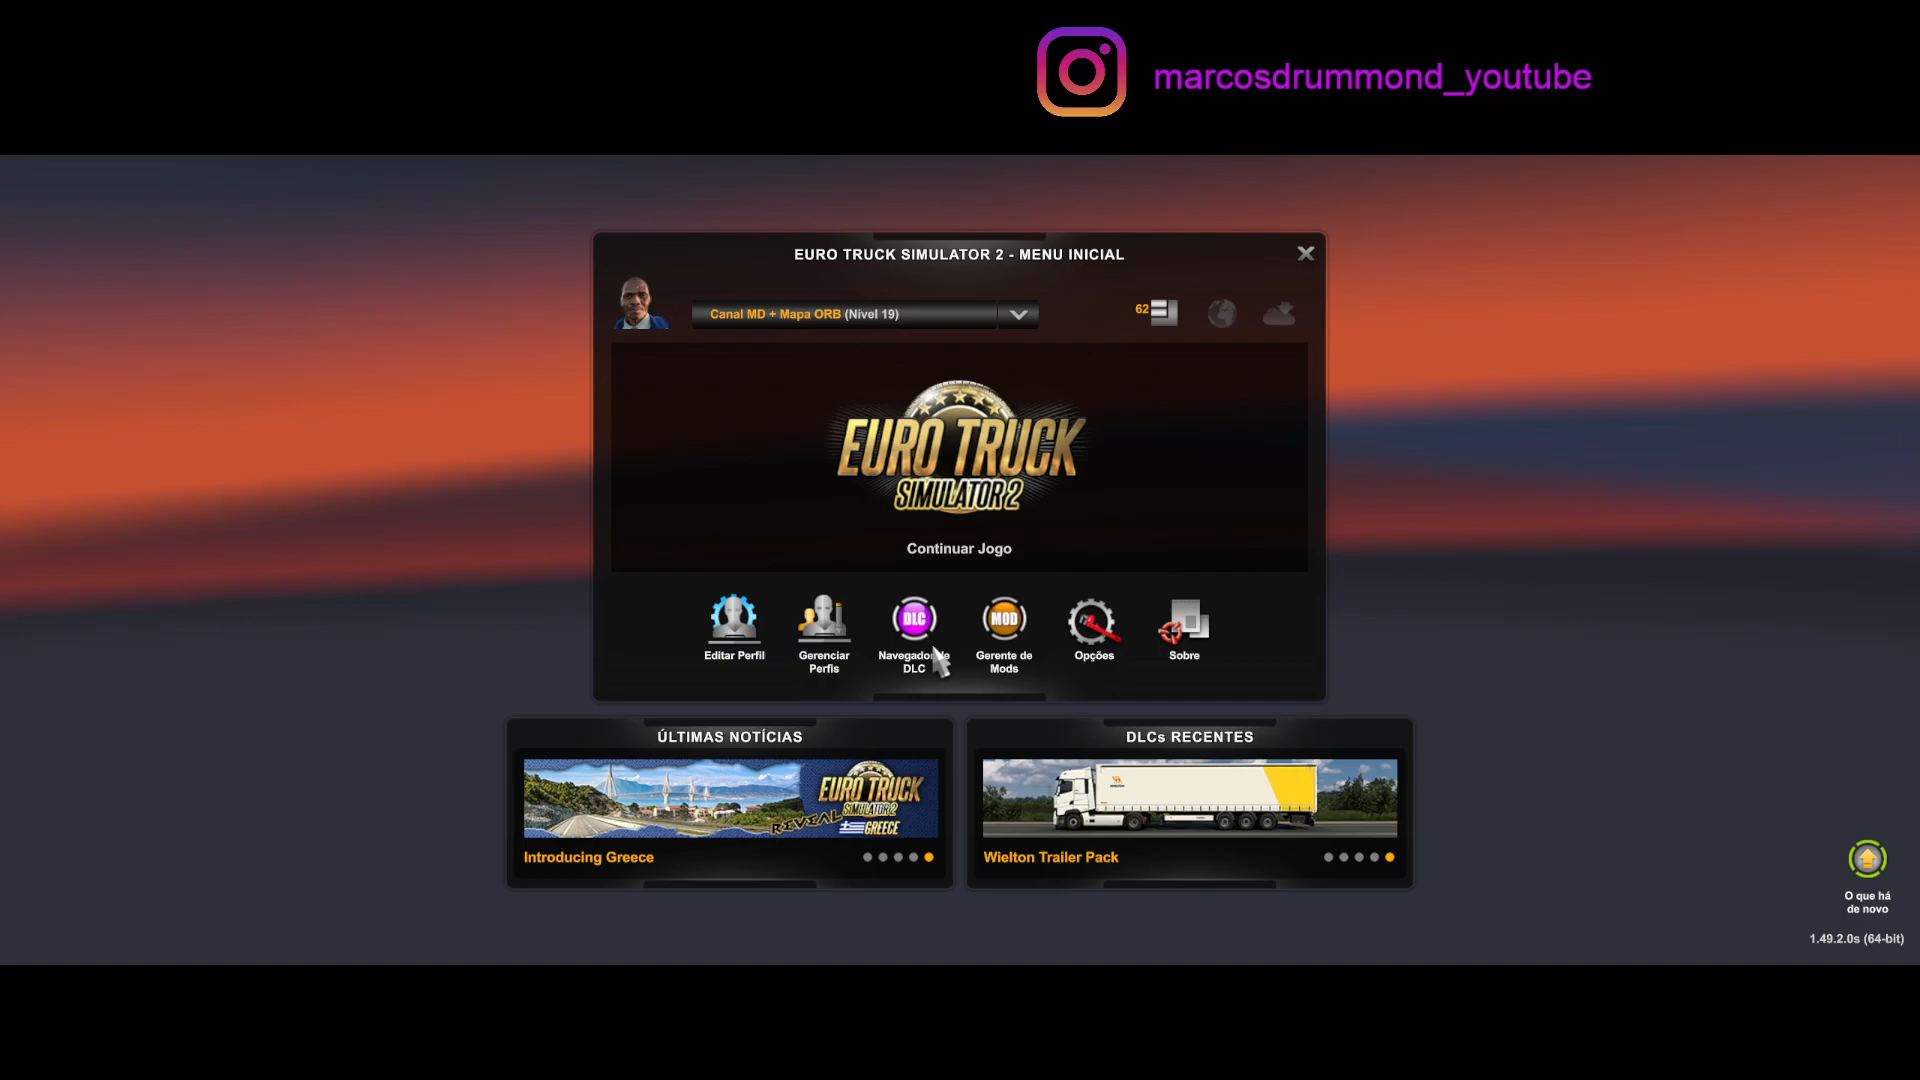 marcosdrummond_youtube
EURO TRUCK SIMULATOR 2 - MENU INICIAL
Canal MD + Mapa ORB (Nível 19)
62
EURO TRUCK
SIMULATOR 2
Continuar Jogo
DLC
MOD
Editar Perfil
Gerenciar
Perfis
Navegador de
DLC
Gerente de
Mods
Opções
Sobre
ÚLTIMAS NOTÍCIAS
EURO TRUCK
SIMULATOR 2
REVEAL
GREECE
Introducing Greece
DLCs RECENTES
Wielton Trailer Pack
O que há
de novo
1.49.2.0s (64-bit)